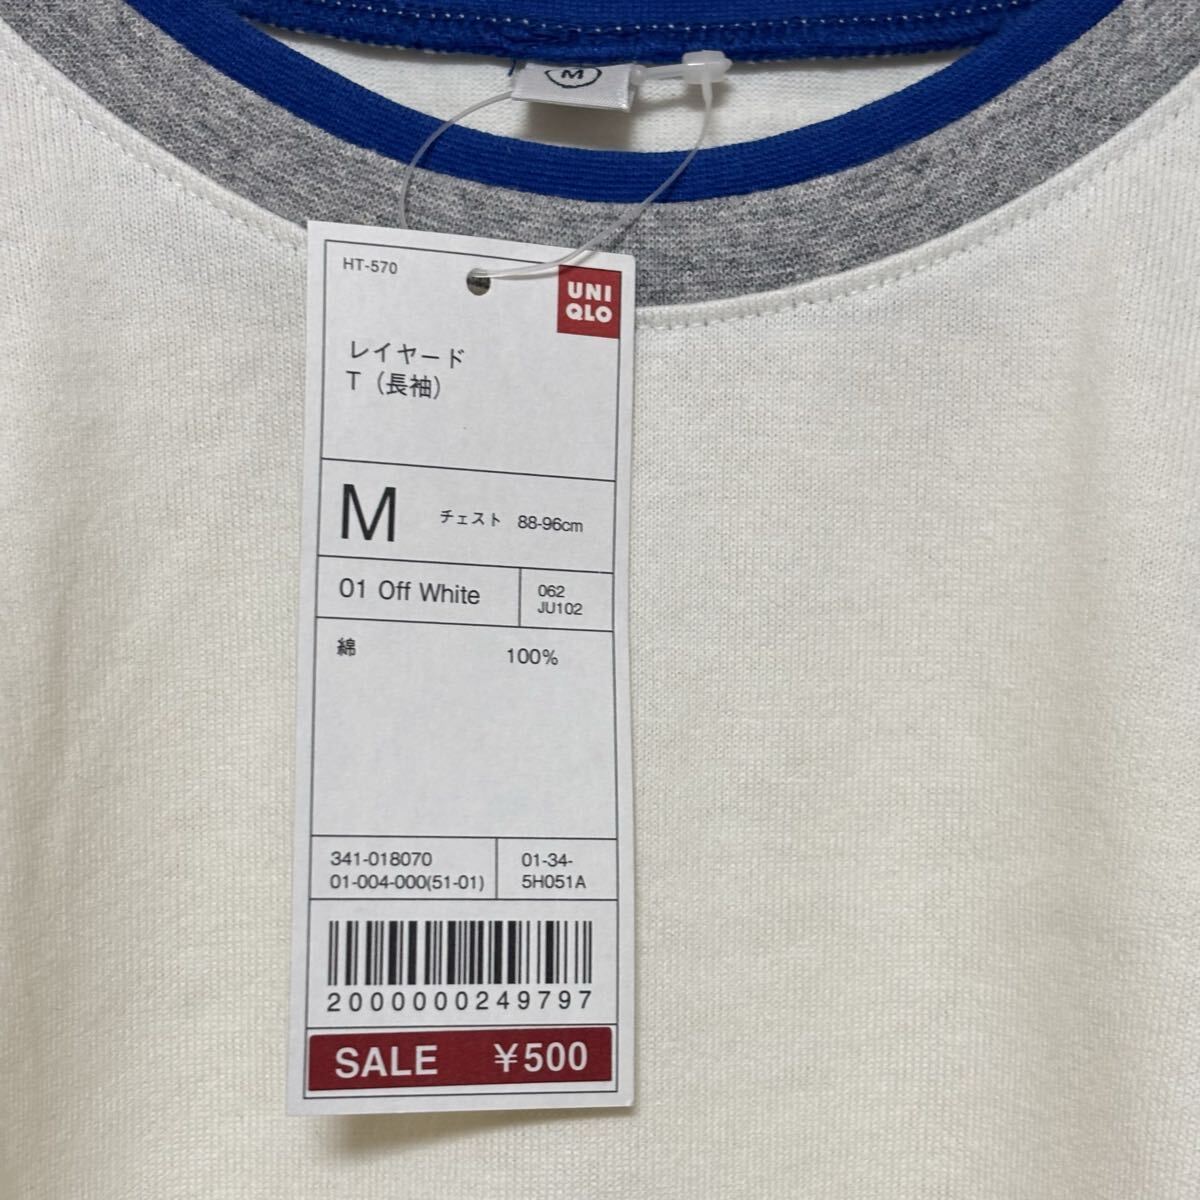 M
HT-570
UNI
QLO
レイヤード
T（長袖）
M チェスト 88-96cm
01 Off White
062
JU102
綿 100%
341-018070
01-004-000(51-01)
01-34-
5H051A
2000000249797
SALE ¥500